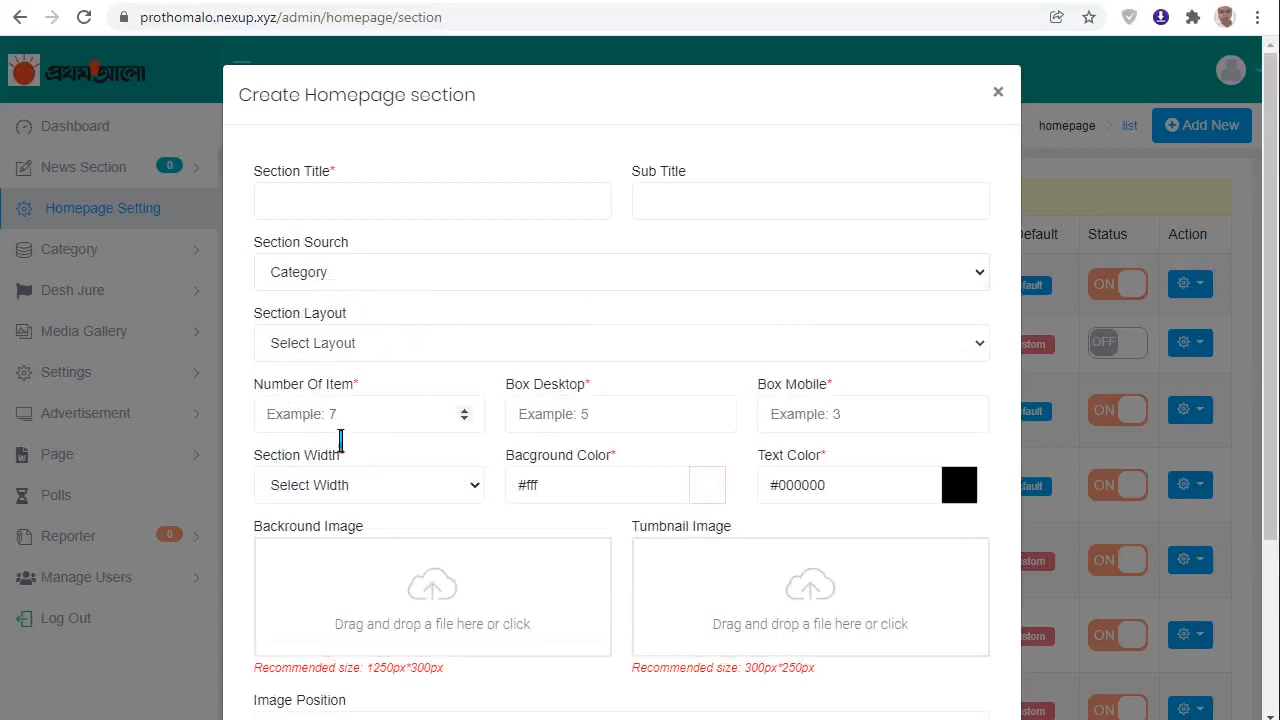 prothomalo.nexup.xyz/admin/homepage/section
প্রথম আলো
Create Homepage section
×
homepage > list
Add New
Dashboard
News Section 0
Homepage Setting
Category
Desh Jure
Media Gallery
Settings
Advertisement
Page
Polls
Reporter 0
Manage Users
Log Out
Section Title*
Sub Title
Section Sourch
Category
Section Layout
Select Layout
Number Of Item* Box Desktop* Box Mobile*
Example: 7 Example: 5 Example: 3
Section Width* Bacground Color* Text Color*
Select Width #fff #000000
Backround Image Tumbnail Image
Drag and drop a file here or click Drag and drop a file here or click
Recommended size: 1250px*300px Recommended size: 300px*250px
Image Position
Status Action
ON
OFF
ON
ON
ON
ON
ON